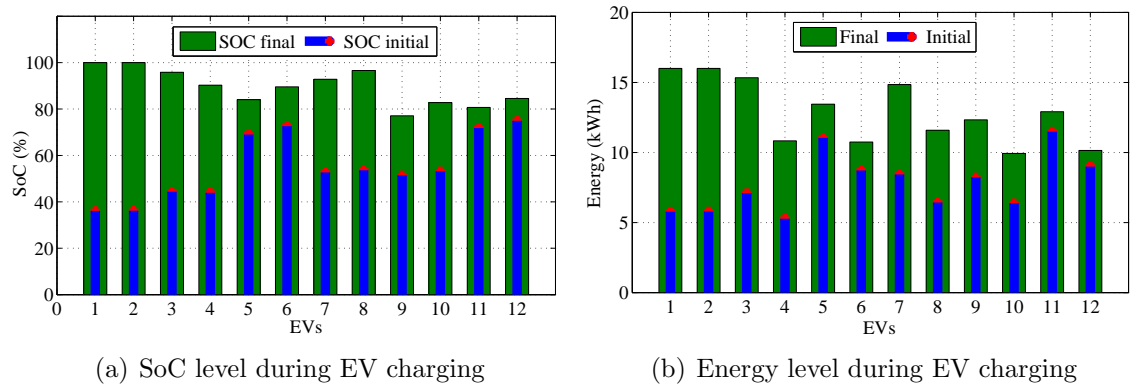 SOC final SOC initial
100
80
60
40
20
0
SoC (%)
0 1 2 3 4 5 6 7 8 9 10 11 12
EVs
(a) SoC level during EV charging
Final Initial
20
15
10
5
0
Energy (kWh)
1 2 3 4 5 6 7 8 9 10 11 12
EVs
(b) Energy level during EV charging